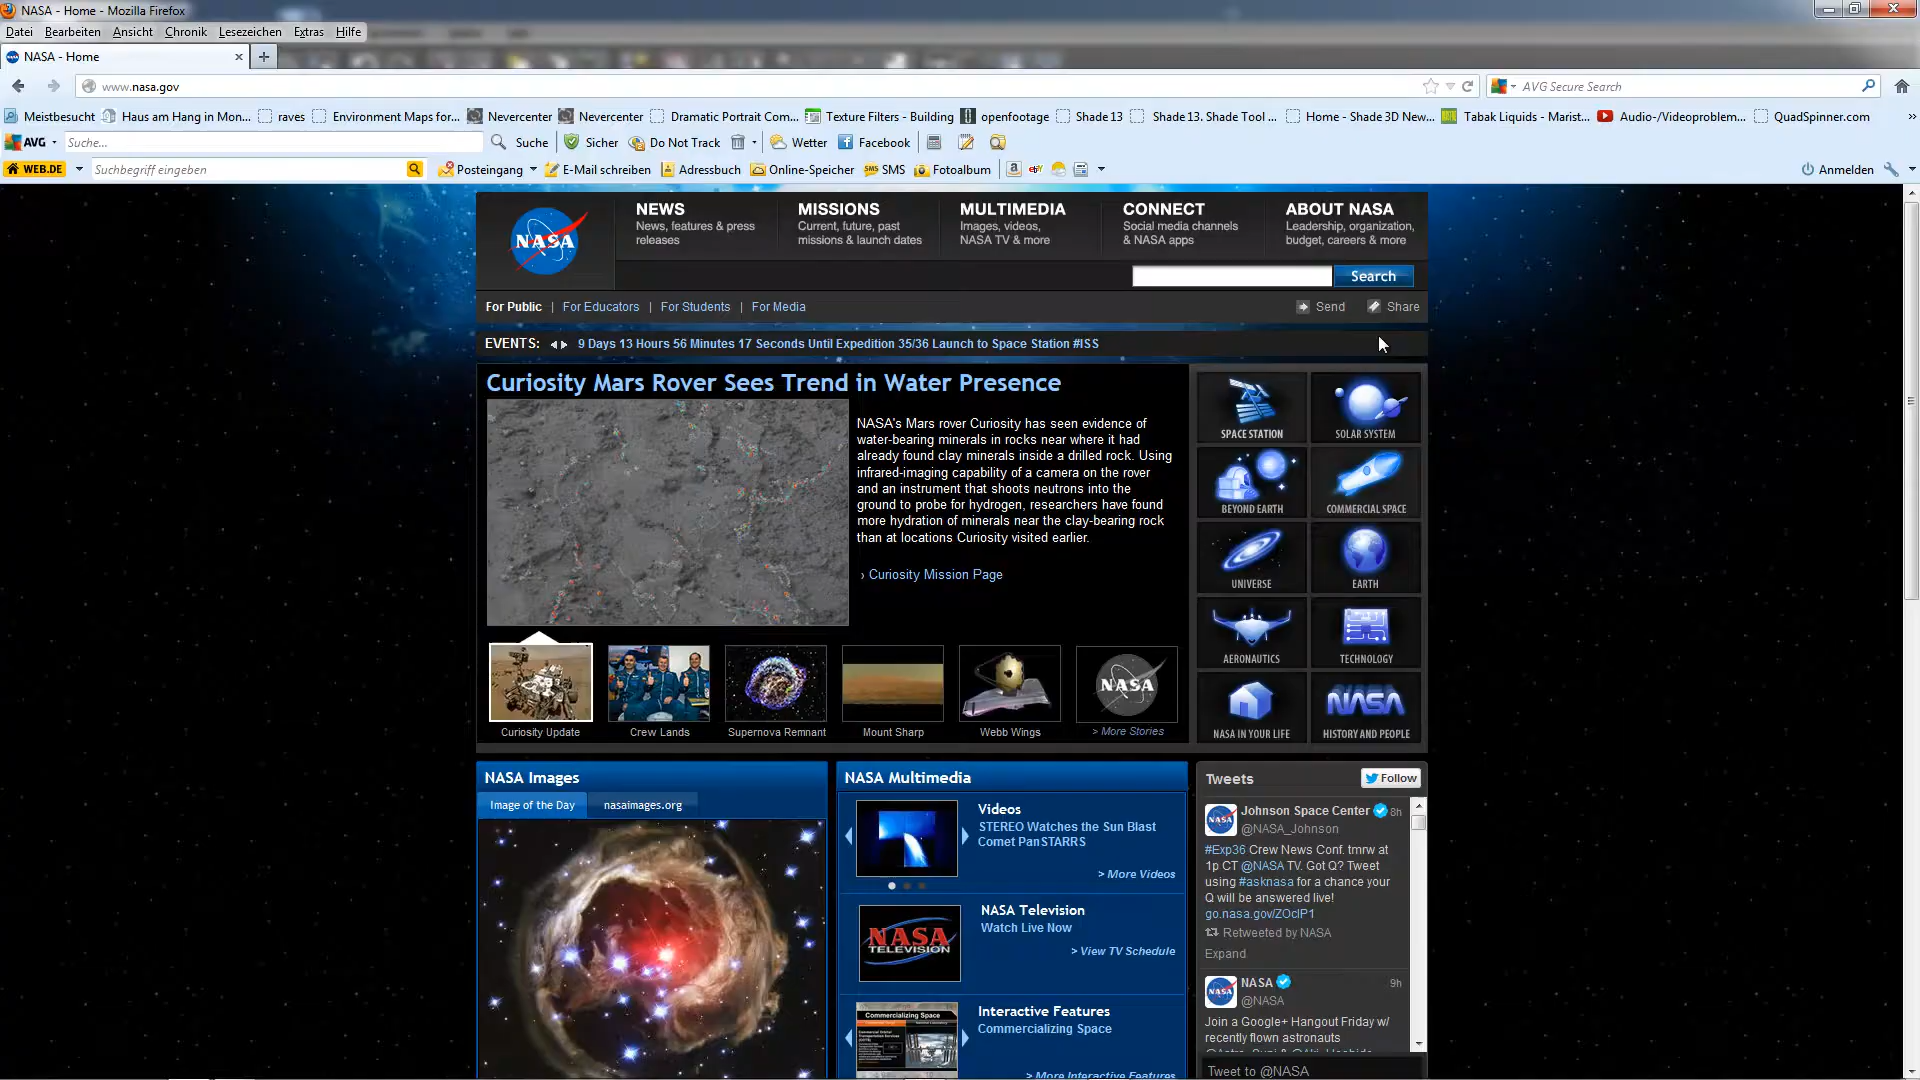 NASA - Home - Mozilla Firefox
Datei Bearbeiten Ansicht Chronik Lesezeichen Extras Hilfe
NASA - Home
www.nasa.gov
AVG Secure Search
Meistbesucht Haus am Hang in Mon... raves Environment Maps for... Nevercenter Nevercenter Dramatic Portrait Com... Texture Filters - Building openfootage Shade 13 Shade 13. Shade Tool ... Home - Shade 3D New... Tabak Liquids - Marist... Audio-/Videoproblem... QuadSpinner.com
AVG Suche... Suche Sicher Do Not Track Wetter Facebook
WEB.DE Suchbegriff eingeben Posteingang E-Mail schreiben Adressbuch Online-Speicher SMS SMS Fotoalbum a ebY Anmelden
NASA
NEWS
News, features & press
releases
MISSIONS
Current, future, past
missions & launch dates
MULTIMEDIA
Images, videos,
NASA TV & more
CONNECT
Social media channels
& NASA apps
ABOUT NASA
Leadership, organization,
budget, careers & more
Search
For Public | For Educators | For Students | For Media
Send Share
EVENTS: 9 Days 13 Hours 56 Minutes 17 Seconds Until Expedition 35/36 Launch to Space Station #ISS
Curiosity Mars Rover Sees Trend in Water Presence
NASA's Mars rover Curiosity has seen evidence of
water-bearing minerals in rocks near where it had
already found clay minerals inside a drilled rock. Using
infrared-imaging capability of a camera on the rover
and an instrument that shoots neutrons into the
ground to probe for hydrogen, researchers have found
more hydration of minerals near the clay-bearing rock
than at locations Curiosity visited earlier.
› Curiosity Mission Page
NASA
Curiosity Update Crew Lands Supernova Remnant Mount Sharp Webb Wings > More Stories
SPACE STATION SOLAR SYSTEM
BEYOND EARTH COMMERCIAL SPACE
UNIVERSE EARTH
AERONAUTICS TECHNOLOGY
NASA
NASA IN YOUR LIFE HISTORY AND PEOPLE
NASA Images
Image of the Day nasaimages.org
NASA Multimedia
Videos
STEREO Watches the Sun Blast
Comet PanSTARRS
> More Videos
NASA
TELEVISION
NASA Television
Watch Live Now
> View TV Schedule
Commercializing Space
Interactive Features
Commercializing Space
> More Interactive Features
Tweets Follow
NASA
Johnson Space Center 8h
@NASA_Johnson
#Exp36 Crew News Conf. tmrw at
1p CT @NASA TV. Got Q? Tweet
using #asknasa for a chance your
Q will be answered live!
go.nasa.gov/ZOclP1
Retweeted by NASA
Expand
NASA
NASA 9h
@NASA
Join a Google+ Hangout Friday w/
recently flown astronauts
Tweet to @NASA